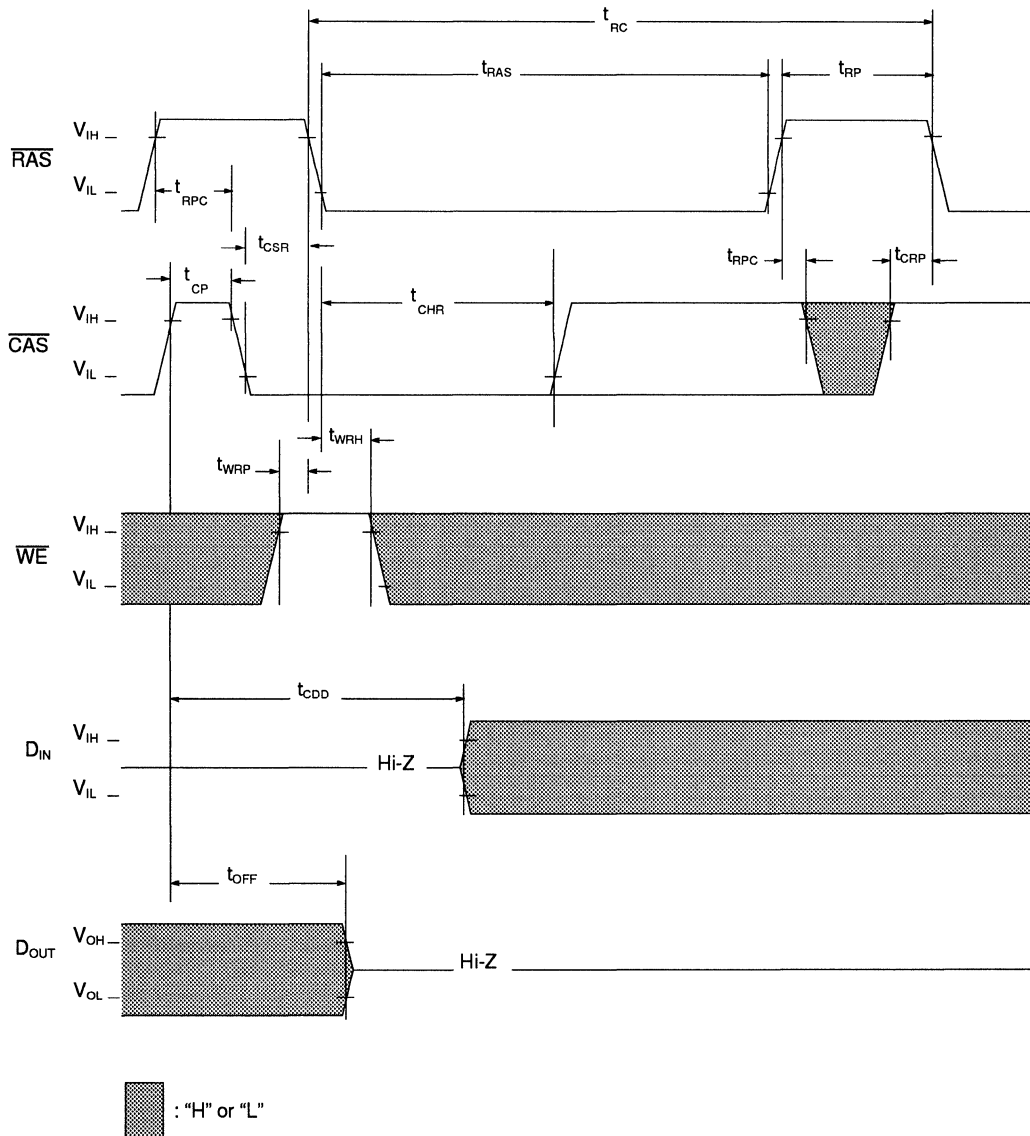 tRC
tRAS
tRP
RAS
VIH
VIL
tRPC
tCSR
tRPC
tCRP
tCP
tCHR
CAS
VIH
VIL
tWRH
tWRP
WE
VIH
VIL
tCDD
DIN
VIH
VIL
Hi-Z
tOFF
DOUT
VOH
VOL
Hi-Z
: “H” or “L”